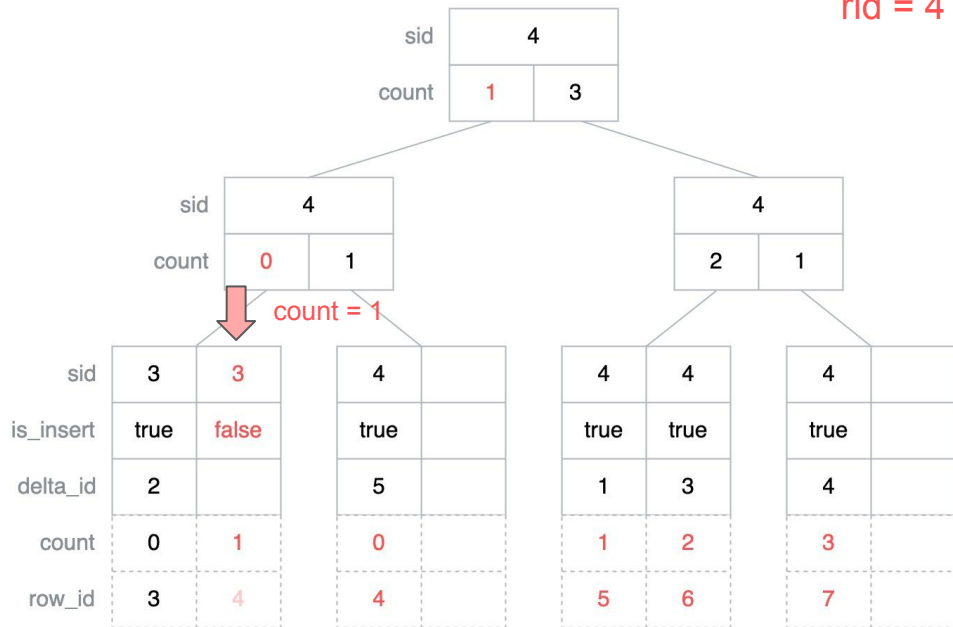 rid = 4
sid 4
count 1 3
sid 4 4
count 0 1 2 1
count = 1
sid 3 3 4 4 4 4
is_insert true false true true true true
delta_id 2 5 1 3 4
count 0 1 0 1 2 3
row_id 3 4 4 5 6 7